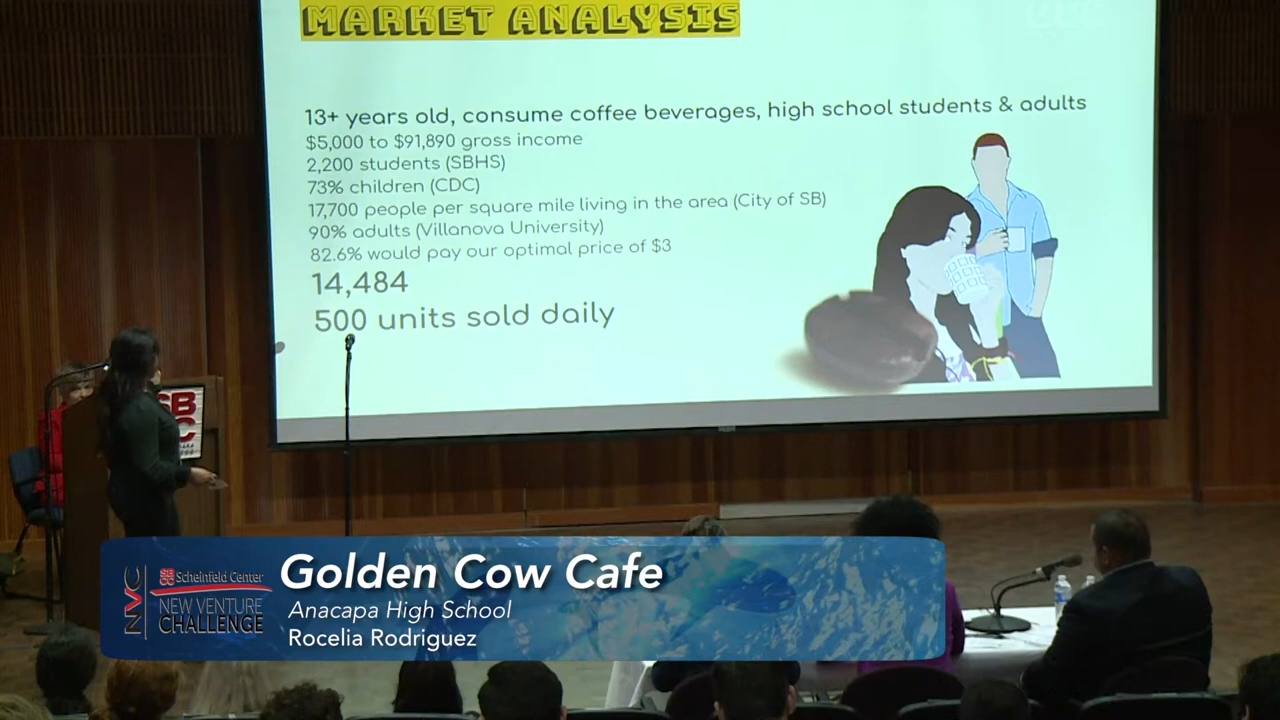 MARKET ANALYSIS
13+ years old, consume coffee beverages, high school students & adults
$5,000 to $91,890 gross income
2,200 students (SBHS)
73% children (CDC)
17,700 people per square mile living in the area (City of SB)
90% adults (Villanova University)
82.6% would pay our optimal price of $3
14,484
500 units sold daily
SB
C
NVC
SB
CC
Scheinfeld Center
NEW VENTURE
CHALLENGE
Golden Cow Cafe
Anacapa High School
Rocelia Rodriguez